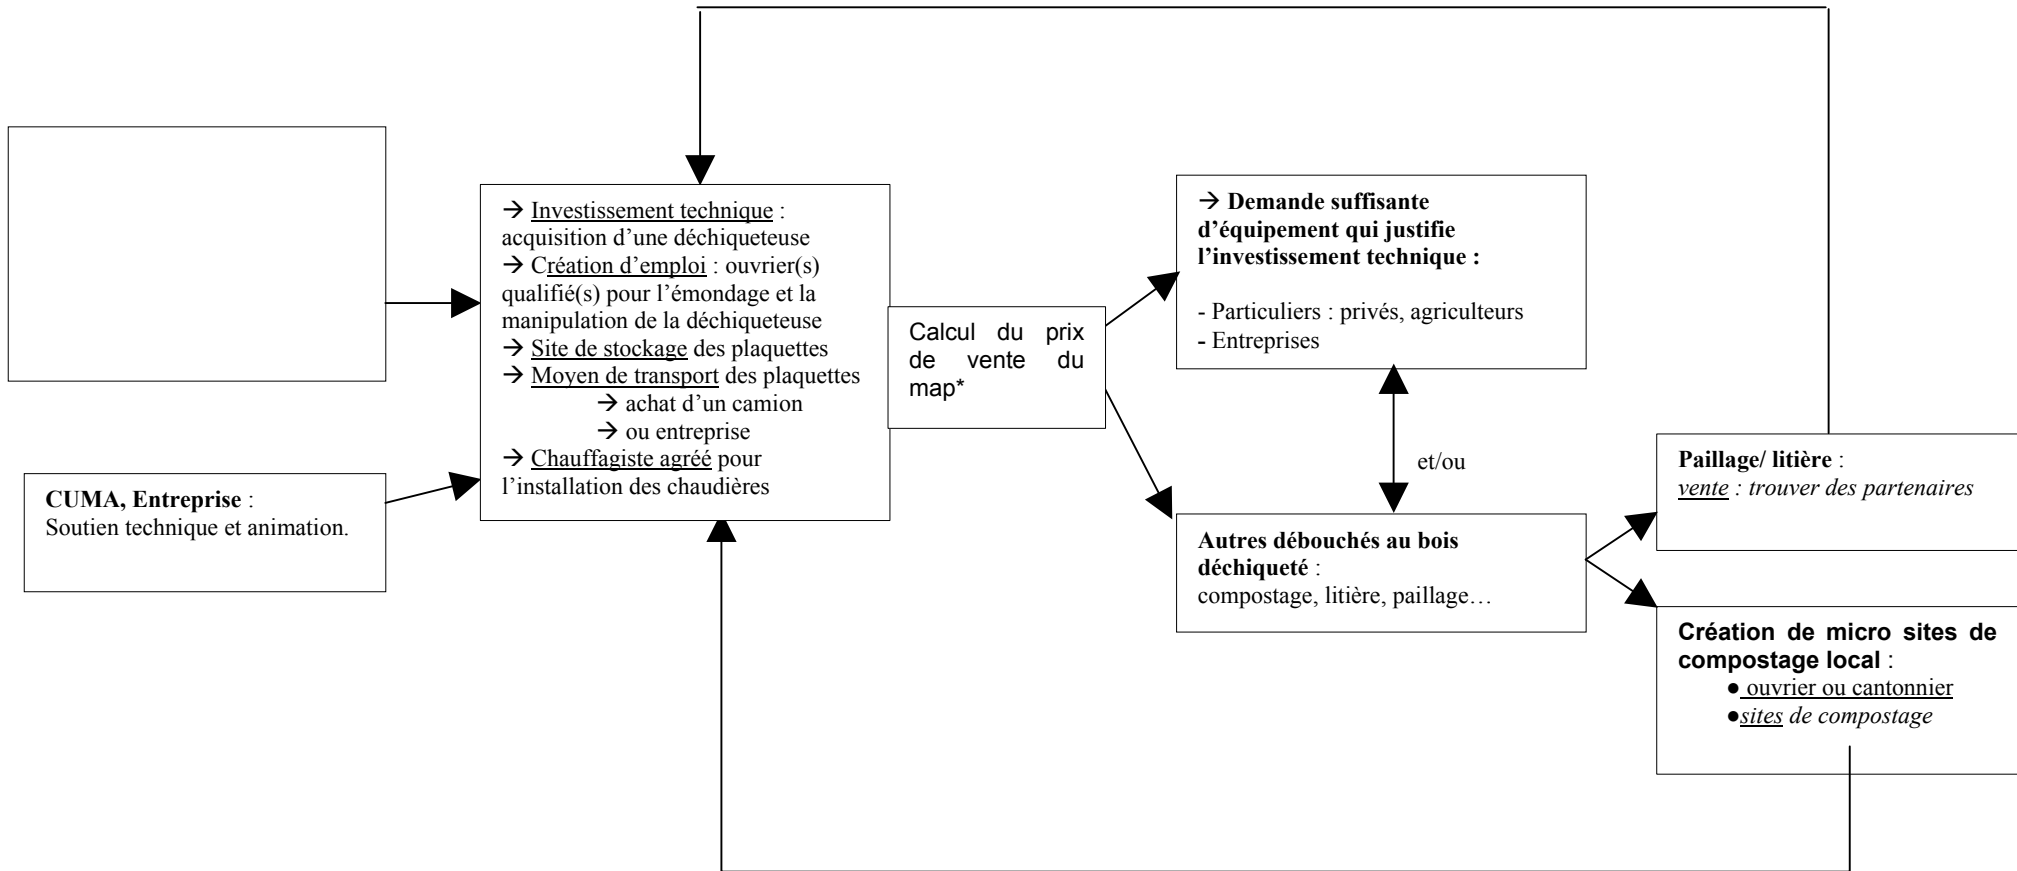 → Investissement technique :
acquisition d’une déchiqueteuse
→ Création d’emploi : ouvrier(s)
qualifié(s) pour l’émondage et la
manipulation de la déchiqueteuse
→ Site de stockage des plaquettes
→ Moyen de transport des plaquettes
→ achat d’un camion
→ ou entreprise
→ Chauffagiste agréé pour
l’installation des chaudières
CUMA, Entreprise :
Soutien technique et animation.
Calcul du prix
de vente du
map*
→ Demande suffisante
d’équipement qui justifie
l’investissement technique :
- Particuliers : privés, agriculteurs
- Entreprises
et/ou
Autres débouchés au bois
déchiqueté :
compostage, litière, paillage…
Paillage/ litière :
vente : trouver des partenaires
Création de micro sites de
compostage local :
● ouvrier ou cantonnier
●sites de compostage